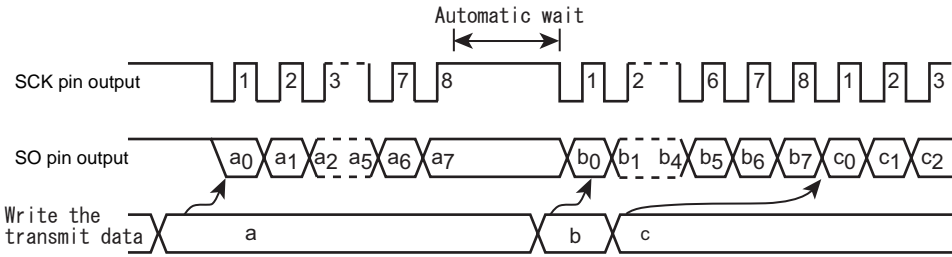 Automatic wait
SCK pin output 1 2 3 7 8 1 2 6 7 8 1 2 3
SO pin output a0 a1 a2 a5 a6 a7 b0 b1 b4 b5 b6 b7 c0 c1 c2
Write the
transmit data a b c